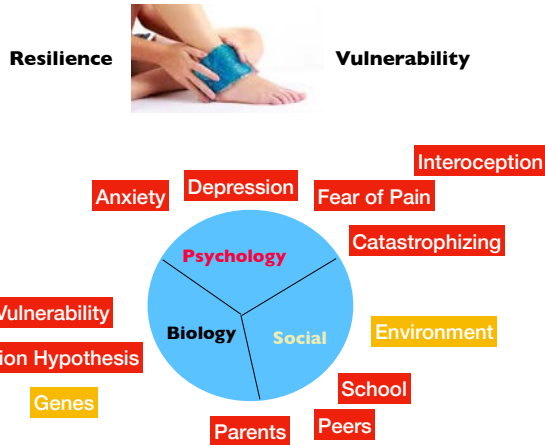 Resilience
Vulnerability
Interoception
Depression
Anxiety
Fear of Pain
Catastrophizing
Psychology
Vulnerability
Biology
Social
Environment
Hypothesis
School
Genes
Peers
Parents